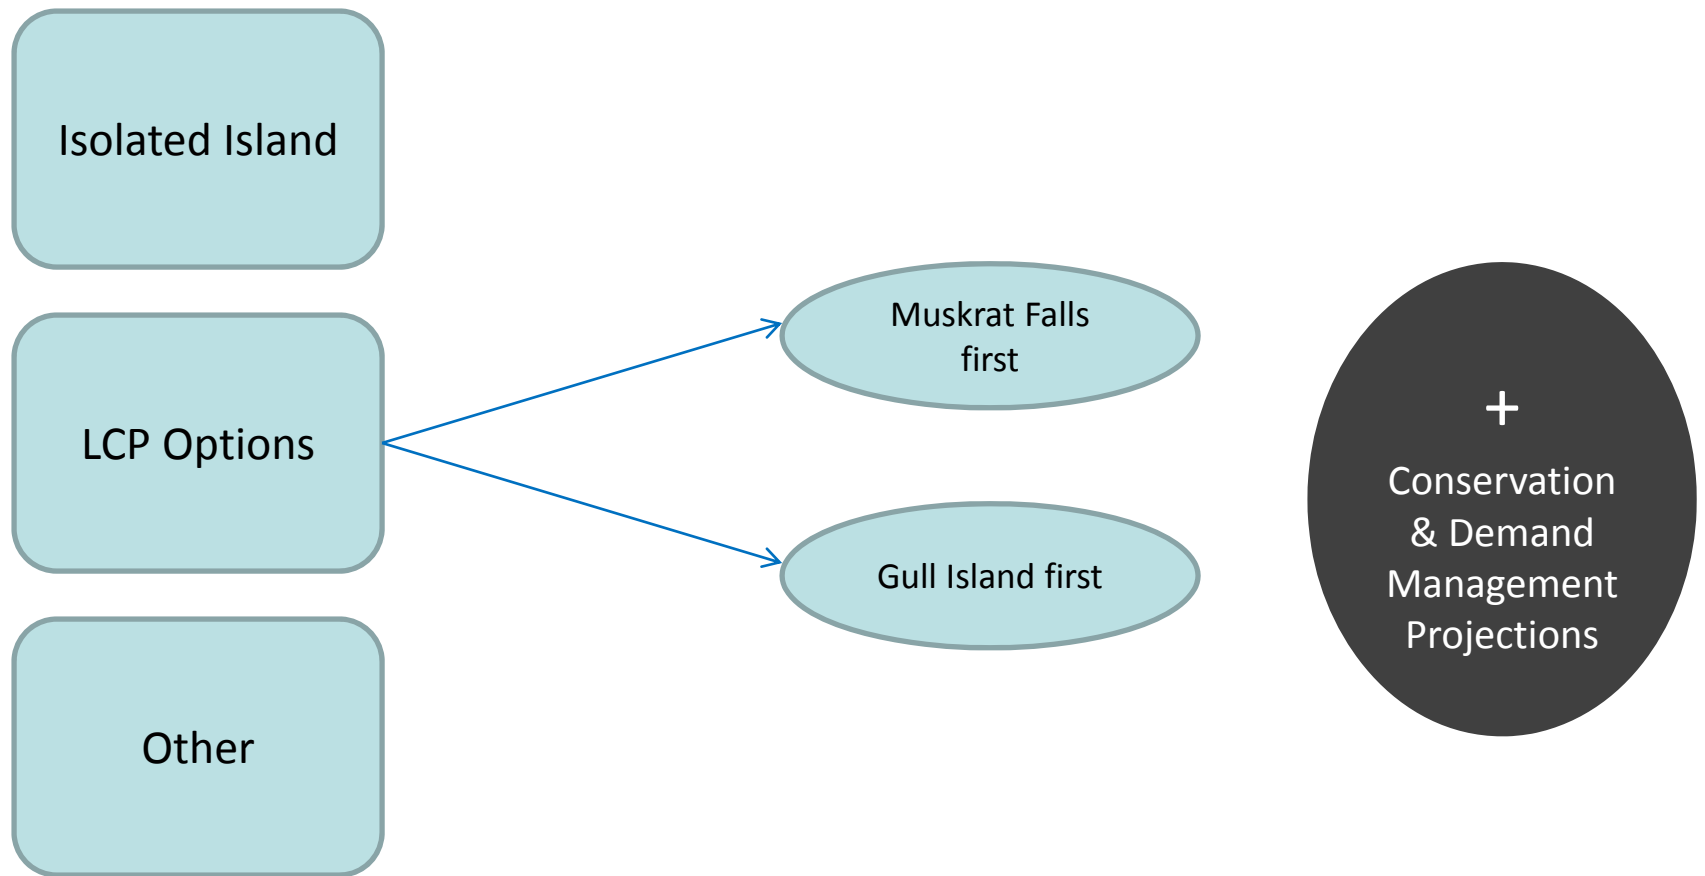 Isolated Island
LCP Options
Other
Muskrat Falls
first
Gull Island first
+
Conservation
& Demand
Management
Projections